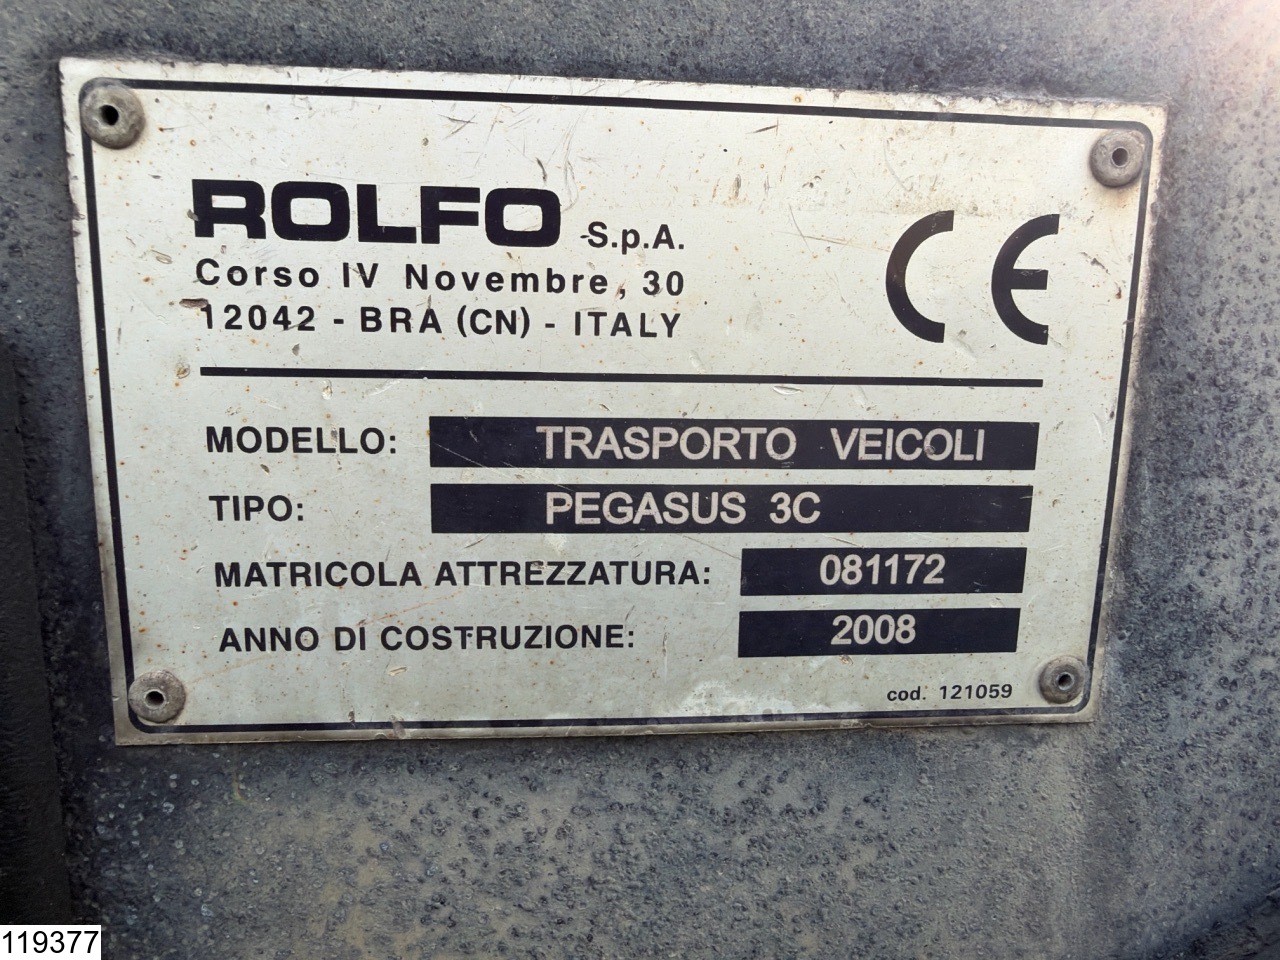 ROLFO S.p.A.
Corso IV Novembre, 30
12042 - BRA (CN) - ITALY
CE
MODELLO: TRASPORTO VEICOLI
TIPO: PEGASUS 3C
MATRICOLA ATTREZZATURA: 081172
ANNO DI COSTRUZIONE: 2008
cod. 121059
119377